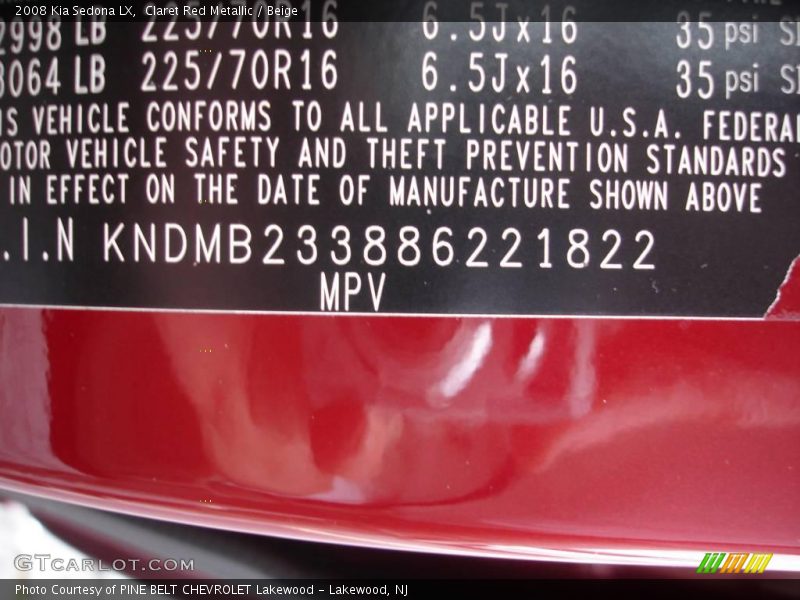 2008 Kia Sedona LX, Claret Red Metallic / Beige
2998 LB 225/70R16 6.5Jx16 35 psi
3064 LB 225/70R16 6.5Jx16 35 psi
VEHICLE CONFORMS TO ALL APPLICABLE U.S.A. FEDERAL
OTOR VEHICLE SAFETY AND THEFT PREVENTION STANDARDS
IN EFFECT ON THE DATE OF MANUFACTURE SHOWN ABOVE
.I.N KNDMB233886221822
MPV
GTCARLOT.COM
Photo Courtesy of PINE BELT CHEVROLET Lakewood - Lakewood, NJ